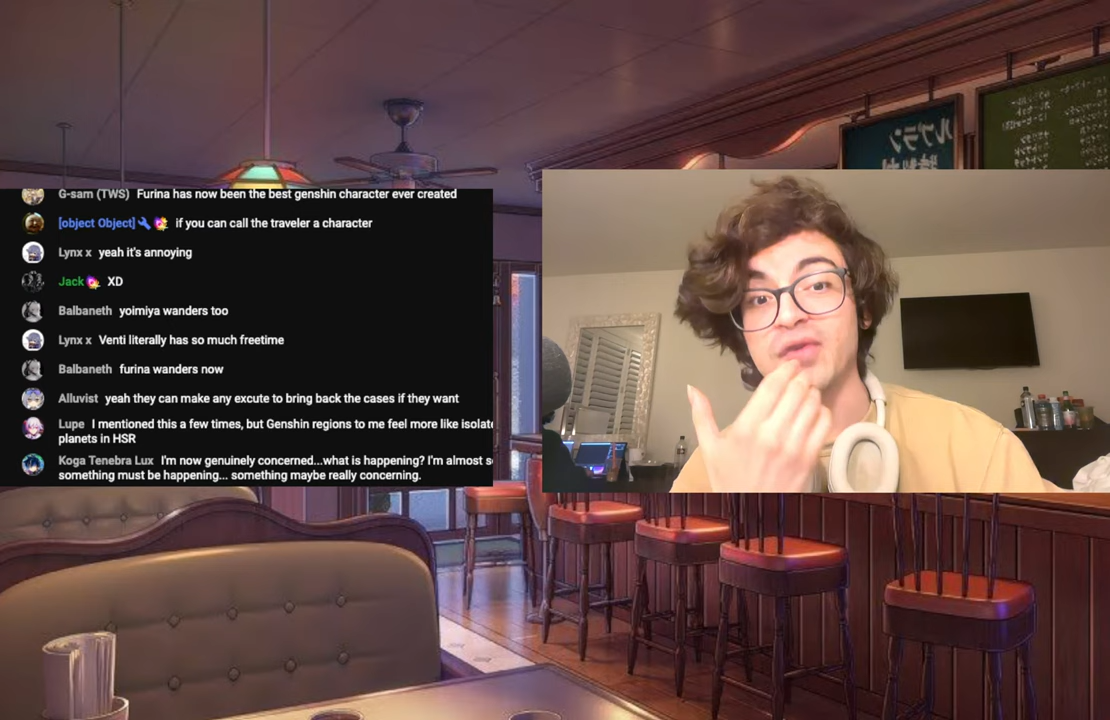 G-sam (TWS) Furina has now been the best genshin character ever created
[object Object] if you can call the traveler a character
Lynx x yeah it's annoying
Jack XD
Balbaneth yoimiya wanders too
Lynx x Venti literally has so much freetime
Balbaneth furina wanders now
Alluvist yeah they can make any excute to bring back the cases if they want
Lupe I mentioned this a few times, but Genshin regions to me feel more like isolate
planets in HSR
Koga Tenebra Lux I'm now genuinely concerned...what is happening? I'm almost s
something must be happening... something maybe really concerning.
ルブラン